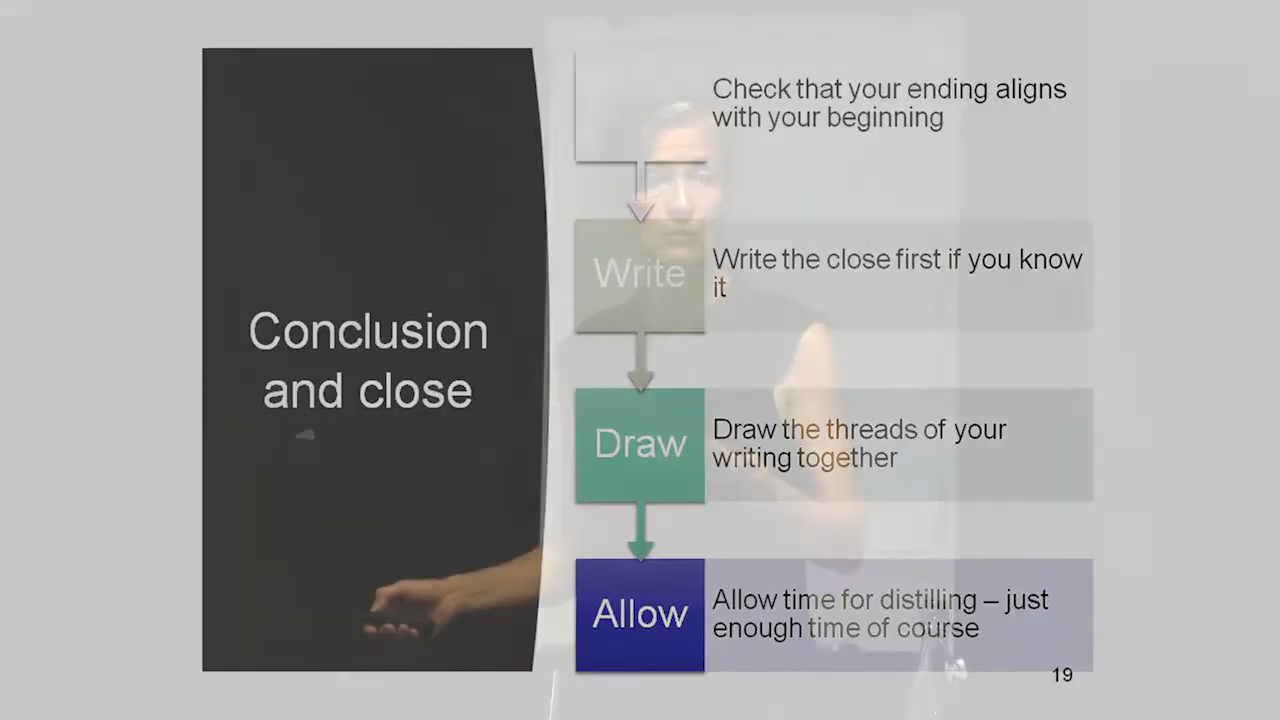 Conclusion
and close
Check that your ending aligns
with your beginning
Write
Write the close first if you know
it
Draw
Draw the threads of your
writing together
Allow
Allow time for distilling – just
enough time of course
19